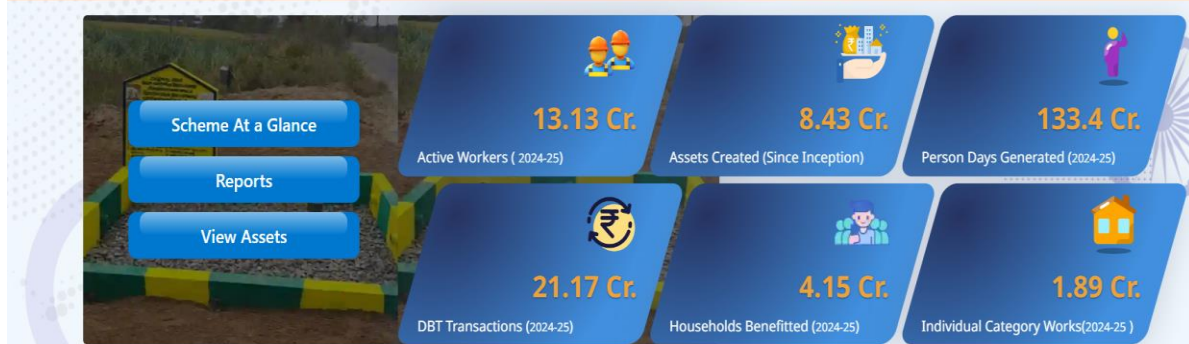 Scheme At a Glance
Reports
View Assets
13.13 Cr.
Active Workers ( 2024-25)
8.43 Cr.
Assets Created (Since Inception)
133.4 Cr.
Person Days Generated (2024-25)
21.17 Cr.
DBT Transactions (2024-25)
4.15 Cr.
Households Benefitted (2024-25)
1.89 Cr.
Individual Category Works(2024-25 )